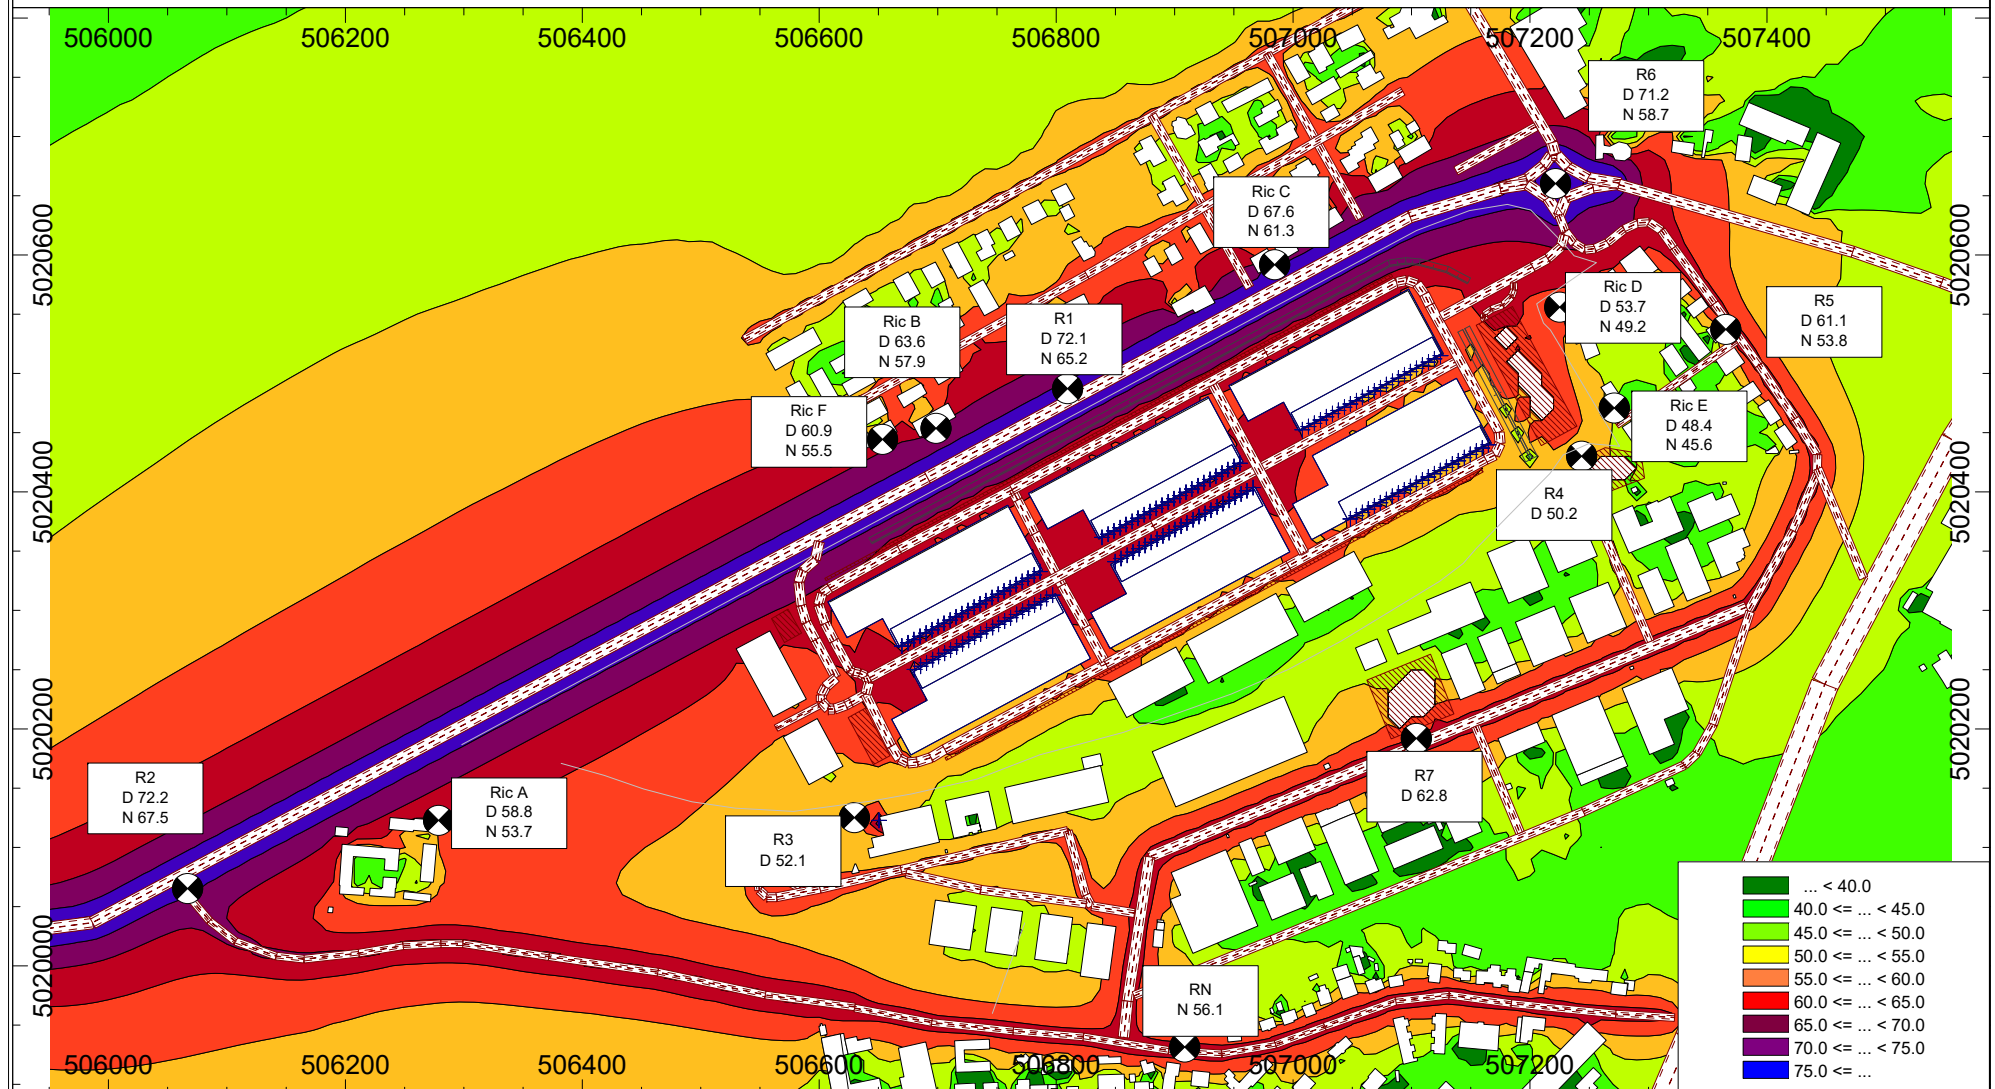 506000 506200 506400 506600 506800 507000 507200 507400
R6
D 71.2
N 58.7
Ric C
D 67.6
N 61.3
5020600
5020600
Ric D
D 53.7
N 49.2
R5
D 61.1
N 53.8
Ric B
D 63.6
N 57.9
R1
D 72.1
N 65.2
Ric F
D 60.9
N 55.5
Ric E
D 48.4
N 45.6
5020400
5020400
R4
D 50.2
5020200
5020200
R2
D 72.2
N 67.5
Ric A
D 58.8
N 53.7
R7
D 62.8
R3
D 52.1
5020000
RN
N 56.1
... < 40.0
40.0 <= ... < 45.0
45.0 <= ... < 50.0
50.0 <= ... < 55.0
55.0 <= ... < 60.0
60.0 <= ... < 65.0
65.0 <= ... < 70.0
70.0 <= ... < 75.0
75.0 <= ...
506000 506200 506400 506600 506800 507000 507200